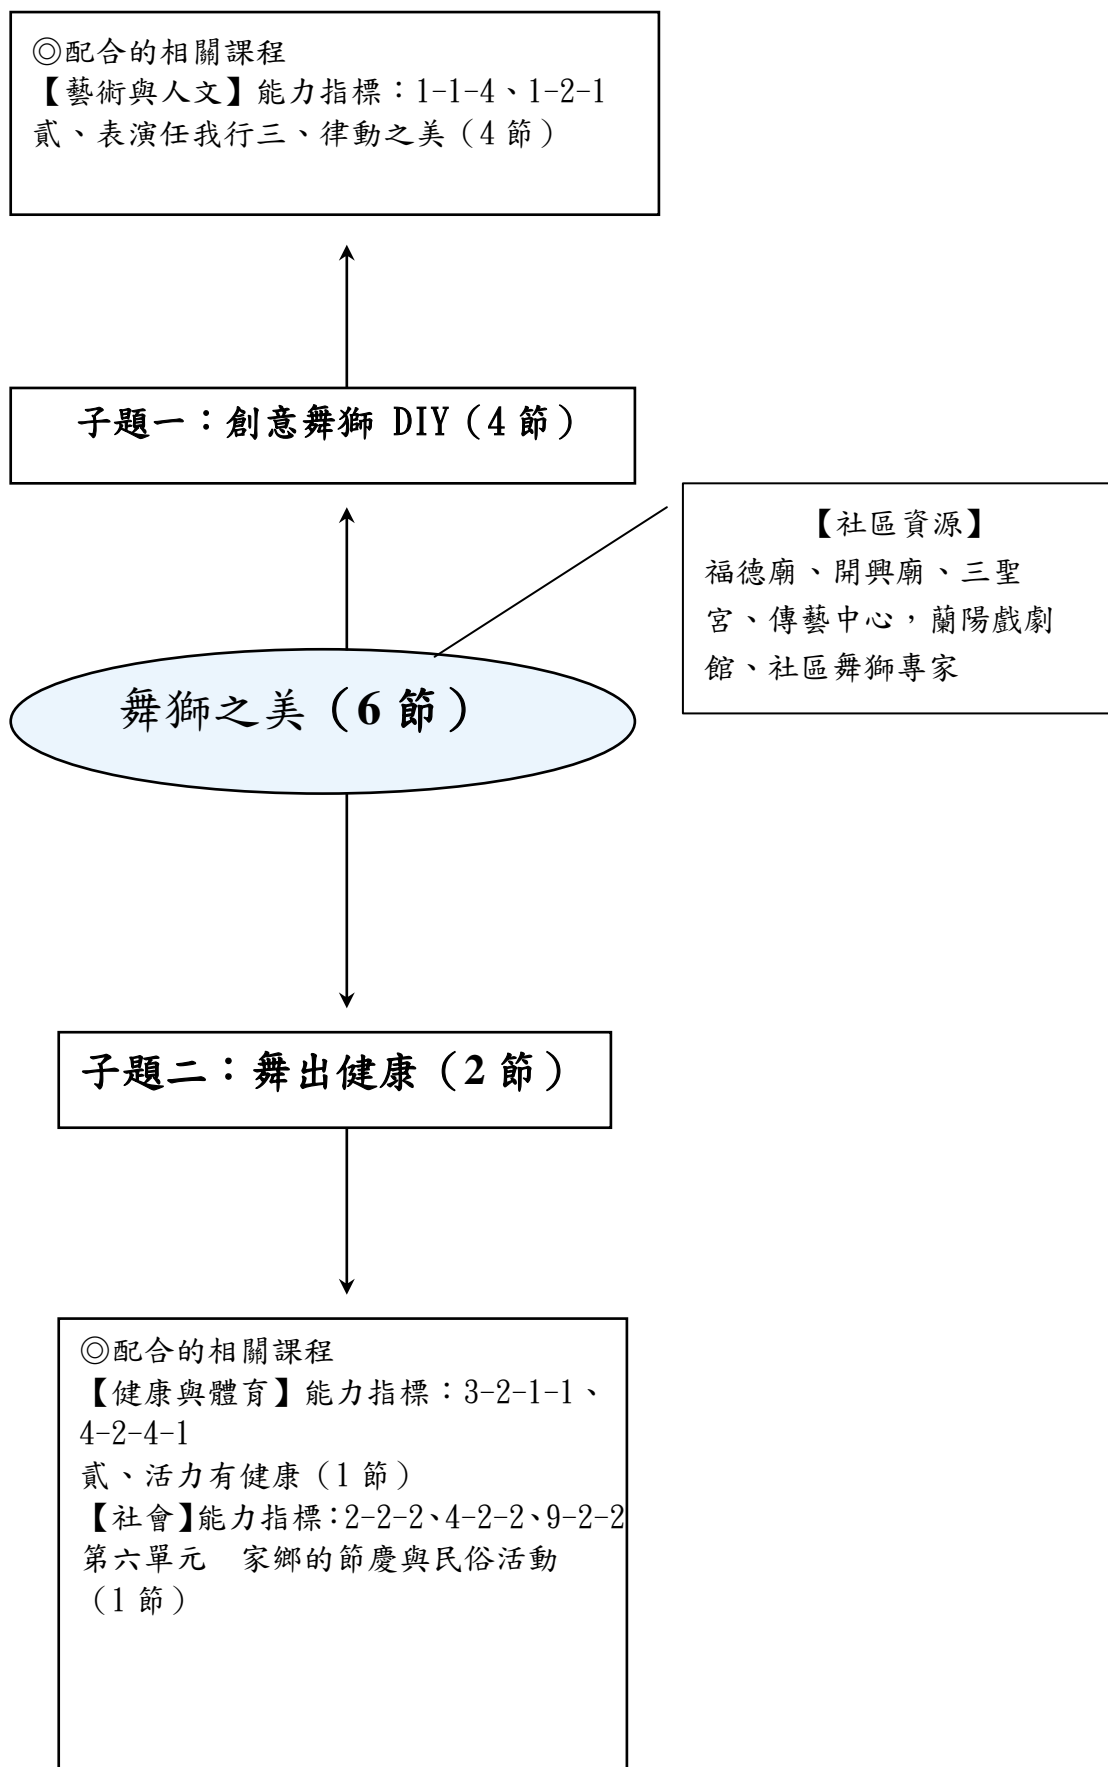 ◎配合的相關課程
【藝術與人文】能力指標：1-1-4、1-2-1
貳、表演任我行三、律動之美（4 節）
子題一：創意舞獅 DIY（4 節）
【社區資源】
福德廟、開興廟、三聖
宮、傳藝中心，蘭陽戲劇
館、社區舞獅專家
舞獅之美（6 節）
子題二：舞出健康（2 節）
◎配合的相關課程
【健康與體育】能力指標：3-2-1-1、
4-2-4-1
貳、活力有健康（1 節）
【社會】能力指標：2-2-2、4-2-2、9-2-2
第六單元　家鄉的節慶與民俗活動
（1 節）